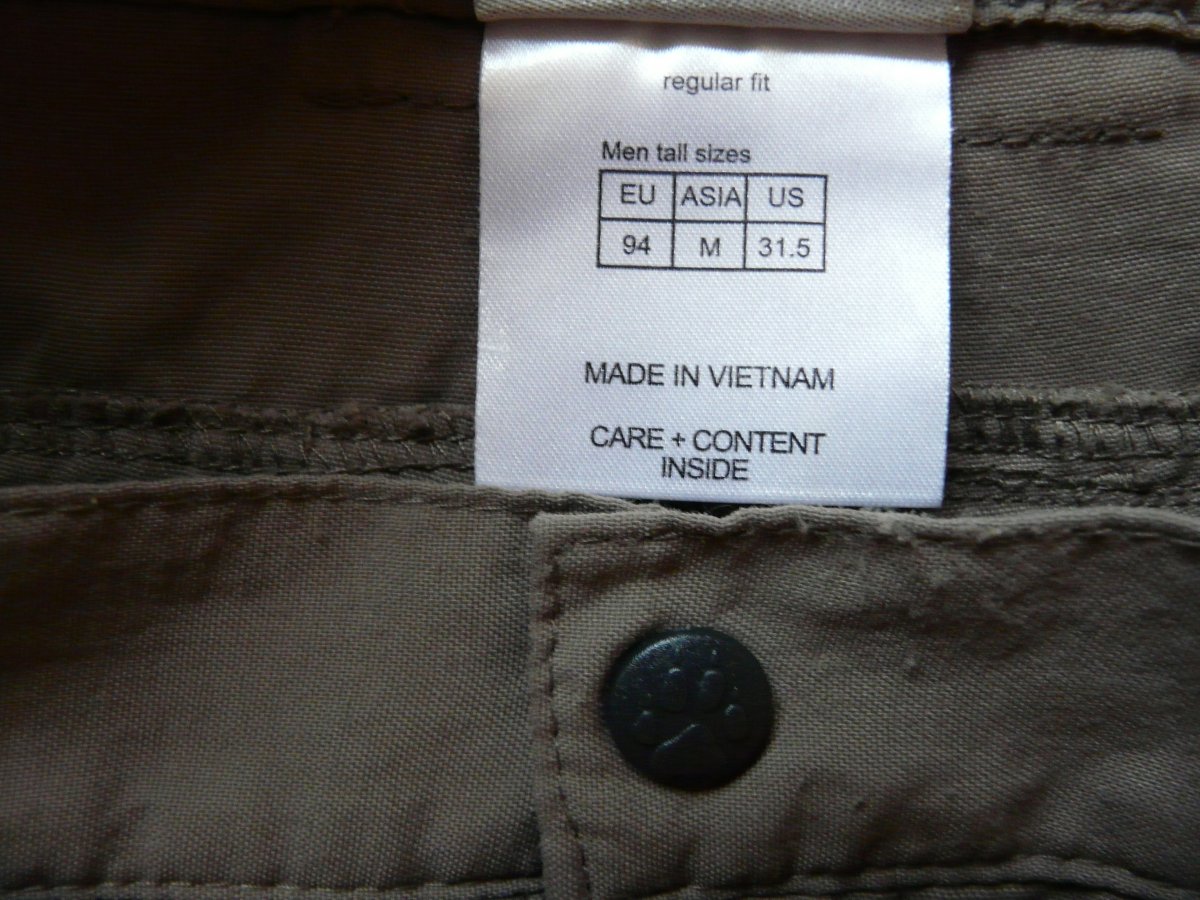 regular fit
Men tall sizes
EU ASIA US
94 M 31.5
MADE IN VIETNAM
CARE + CONTENT
INSIDE